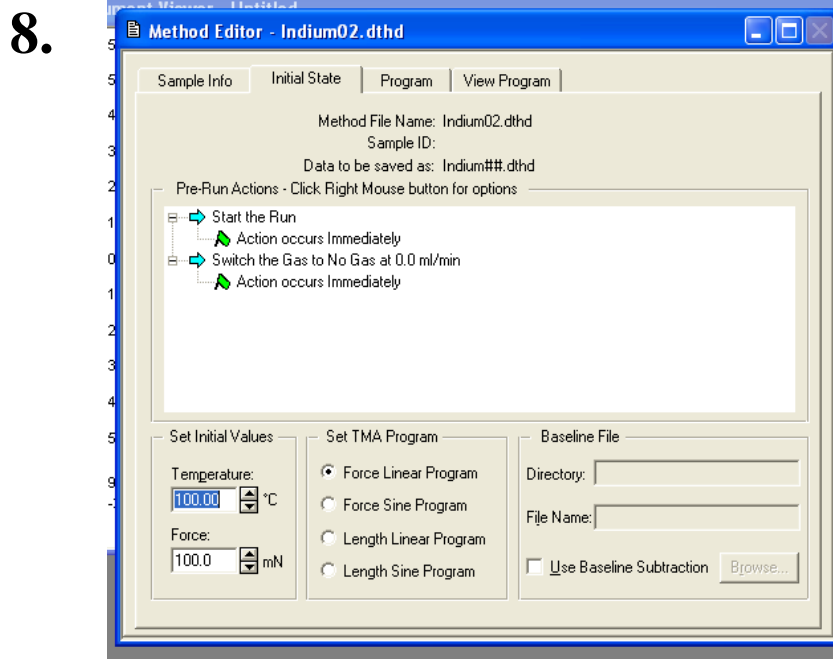 8.
Method Editor - Indium02.dthd
Sample Info Initial State Program View Program
Method File Name: Indium02.dthd
Sample ID:
Data to be saved as: Indium##.dthd
Pre-Run Actions - Click Right Mouse button for options
Start the Run
Action occurs Immediately
Switch the Gas to No Gas at 0.0 ml/min
Action occurs Immediately
Set Initial Values
Temperature:
100.00 °C
Force:
100.0 mN
Set TMA Program
Force Linear Program
Force Sine Program
Length Linear Program
Length Sine Program
Baseline File
Directory:
File Name:
Use Baseline Subtraction Browse...